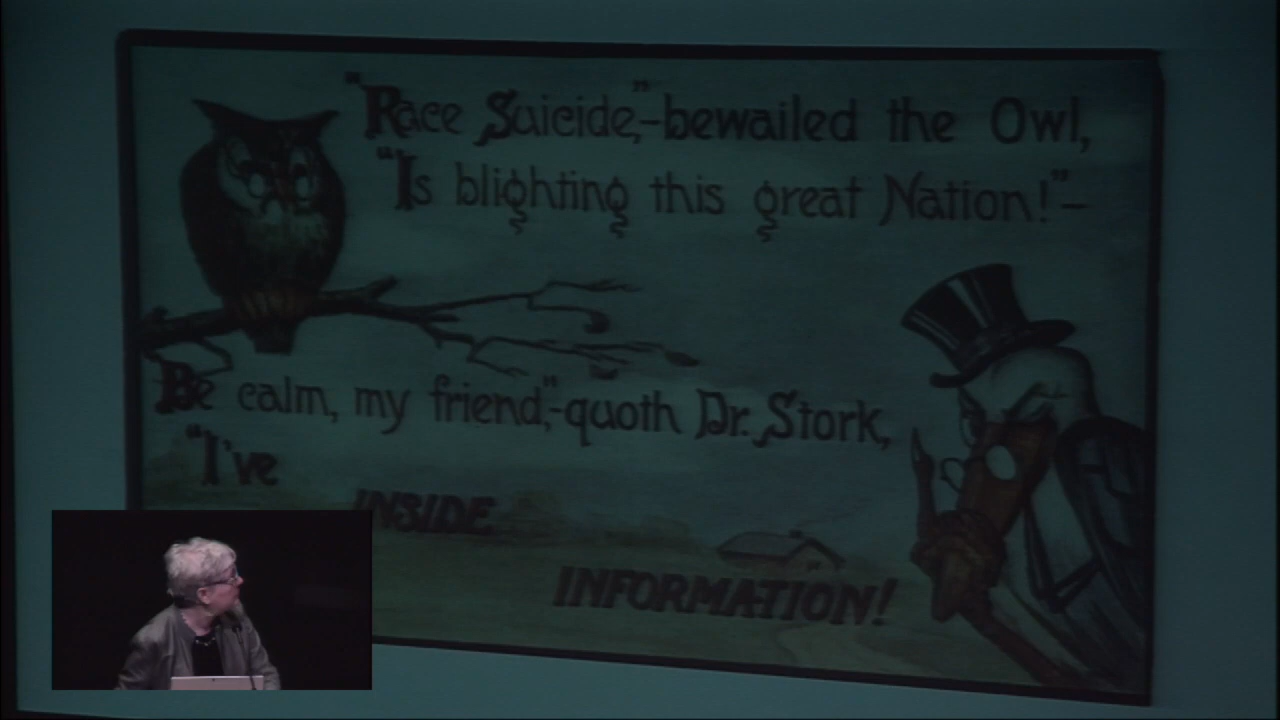 "Race Suicide,"-bewailed the Owl,
"Is blighting this great Nation!"-
Be calm, my friend,"-quoth Dr. Stork,
"I've
INSIDE
INFORMATION!